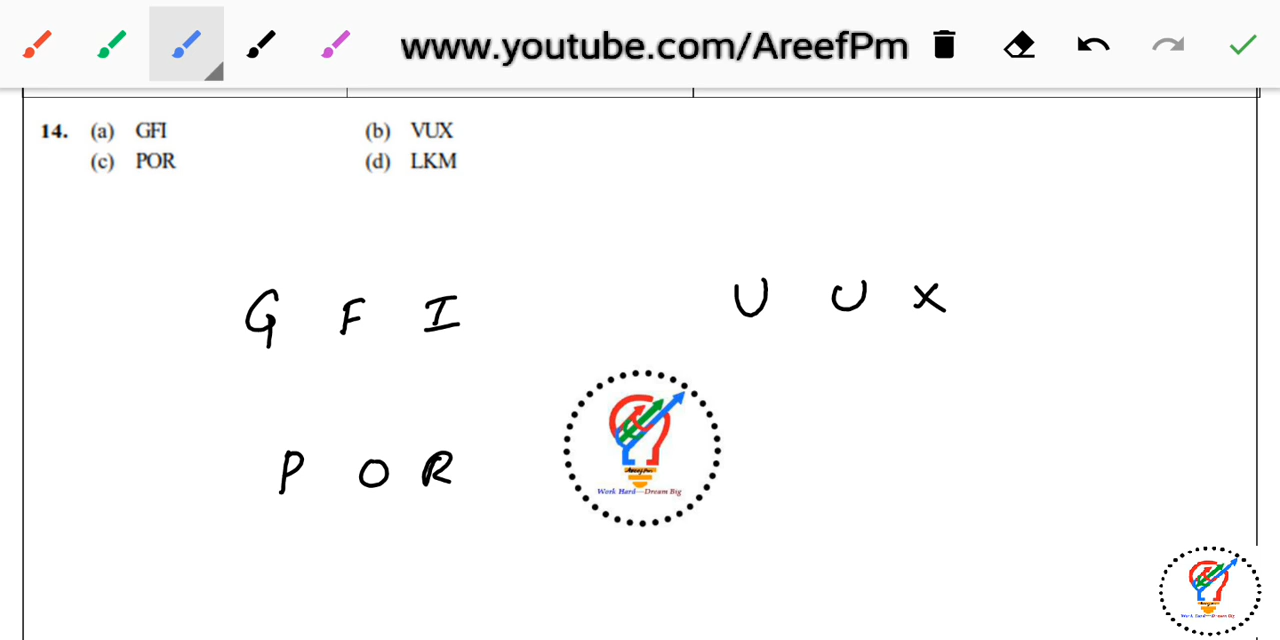 www.youtube.com/AreefPm
14. (a) GFI (b) VUX
(c) POR (d) LKM
G F I U U X
P O R
Work Hard---Dream Big